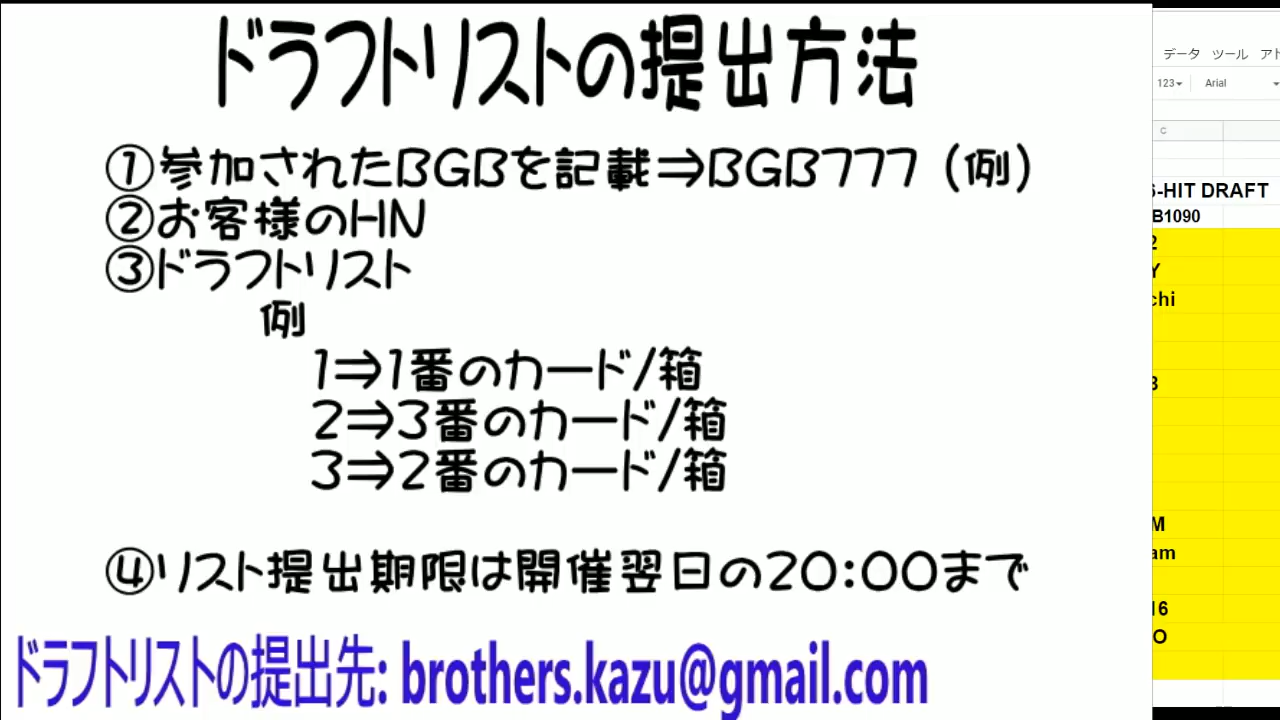 ドラフトリストの提出方法
①参加されたBGBを記載⇒BGB777（例）
②お客様のHN
③ドラフトリスト
例
1⇒1番のカード/箱
2⇒3番のカード/箱
3⇒2番のカード/箱
④リスト提出期限は開催翌日の20:00まで
ドラフトリストの提出先: brothers.kazu@gmail.com
データ ツール アド
123 Arial
C
-HIT DRAFT
B1090
2
Y
chi
3
M
am
16
O